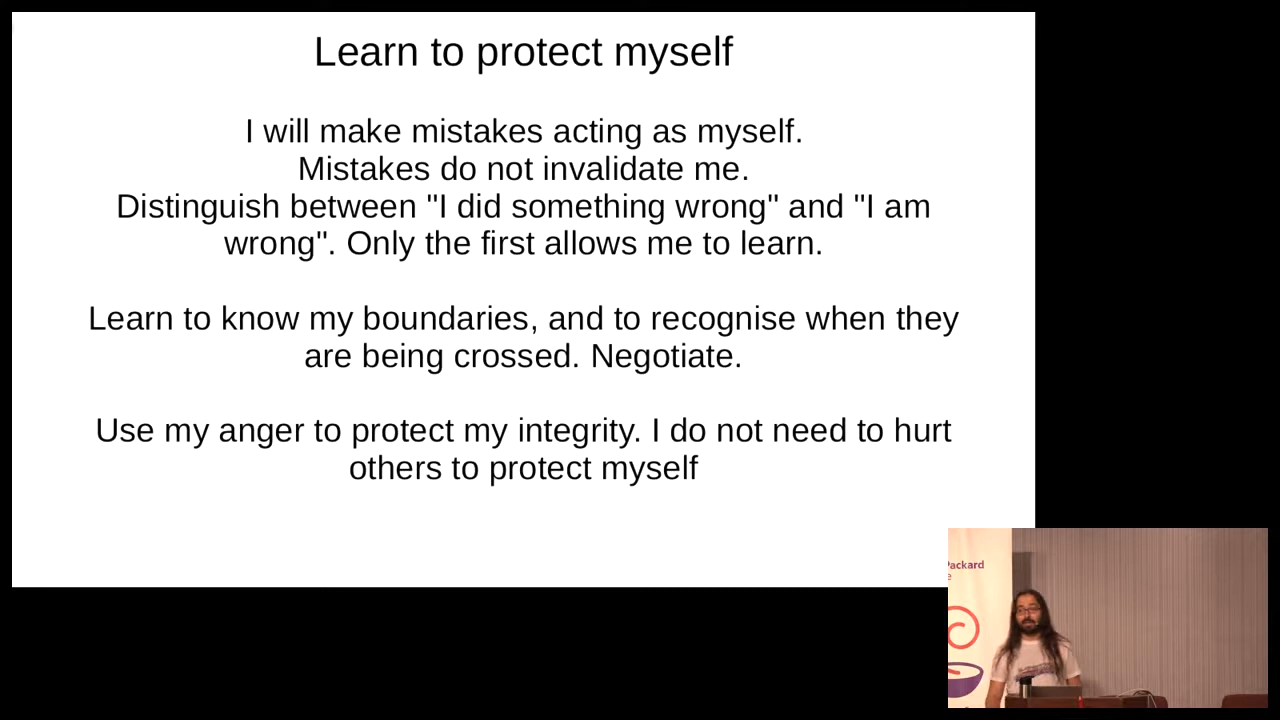 Learn to protect myself
I will make mistakes acting as myself.
Mistakes do not invalidate me.
Distinguish between "I did something wrong" and "I am
wrong". Only the first allows me to learn.
Learn to know my boundaries, and to recognise when they
are being crossed. Negotiate.
Use my anger to protect my integrity. I do not need to hurt
others to protect myself
Packard
e